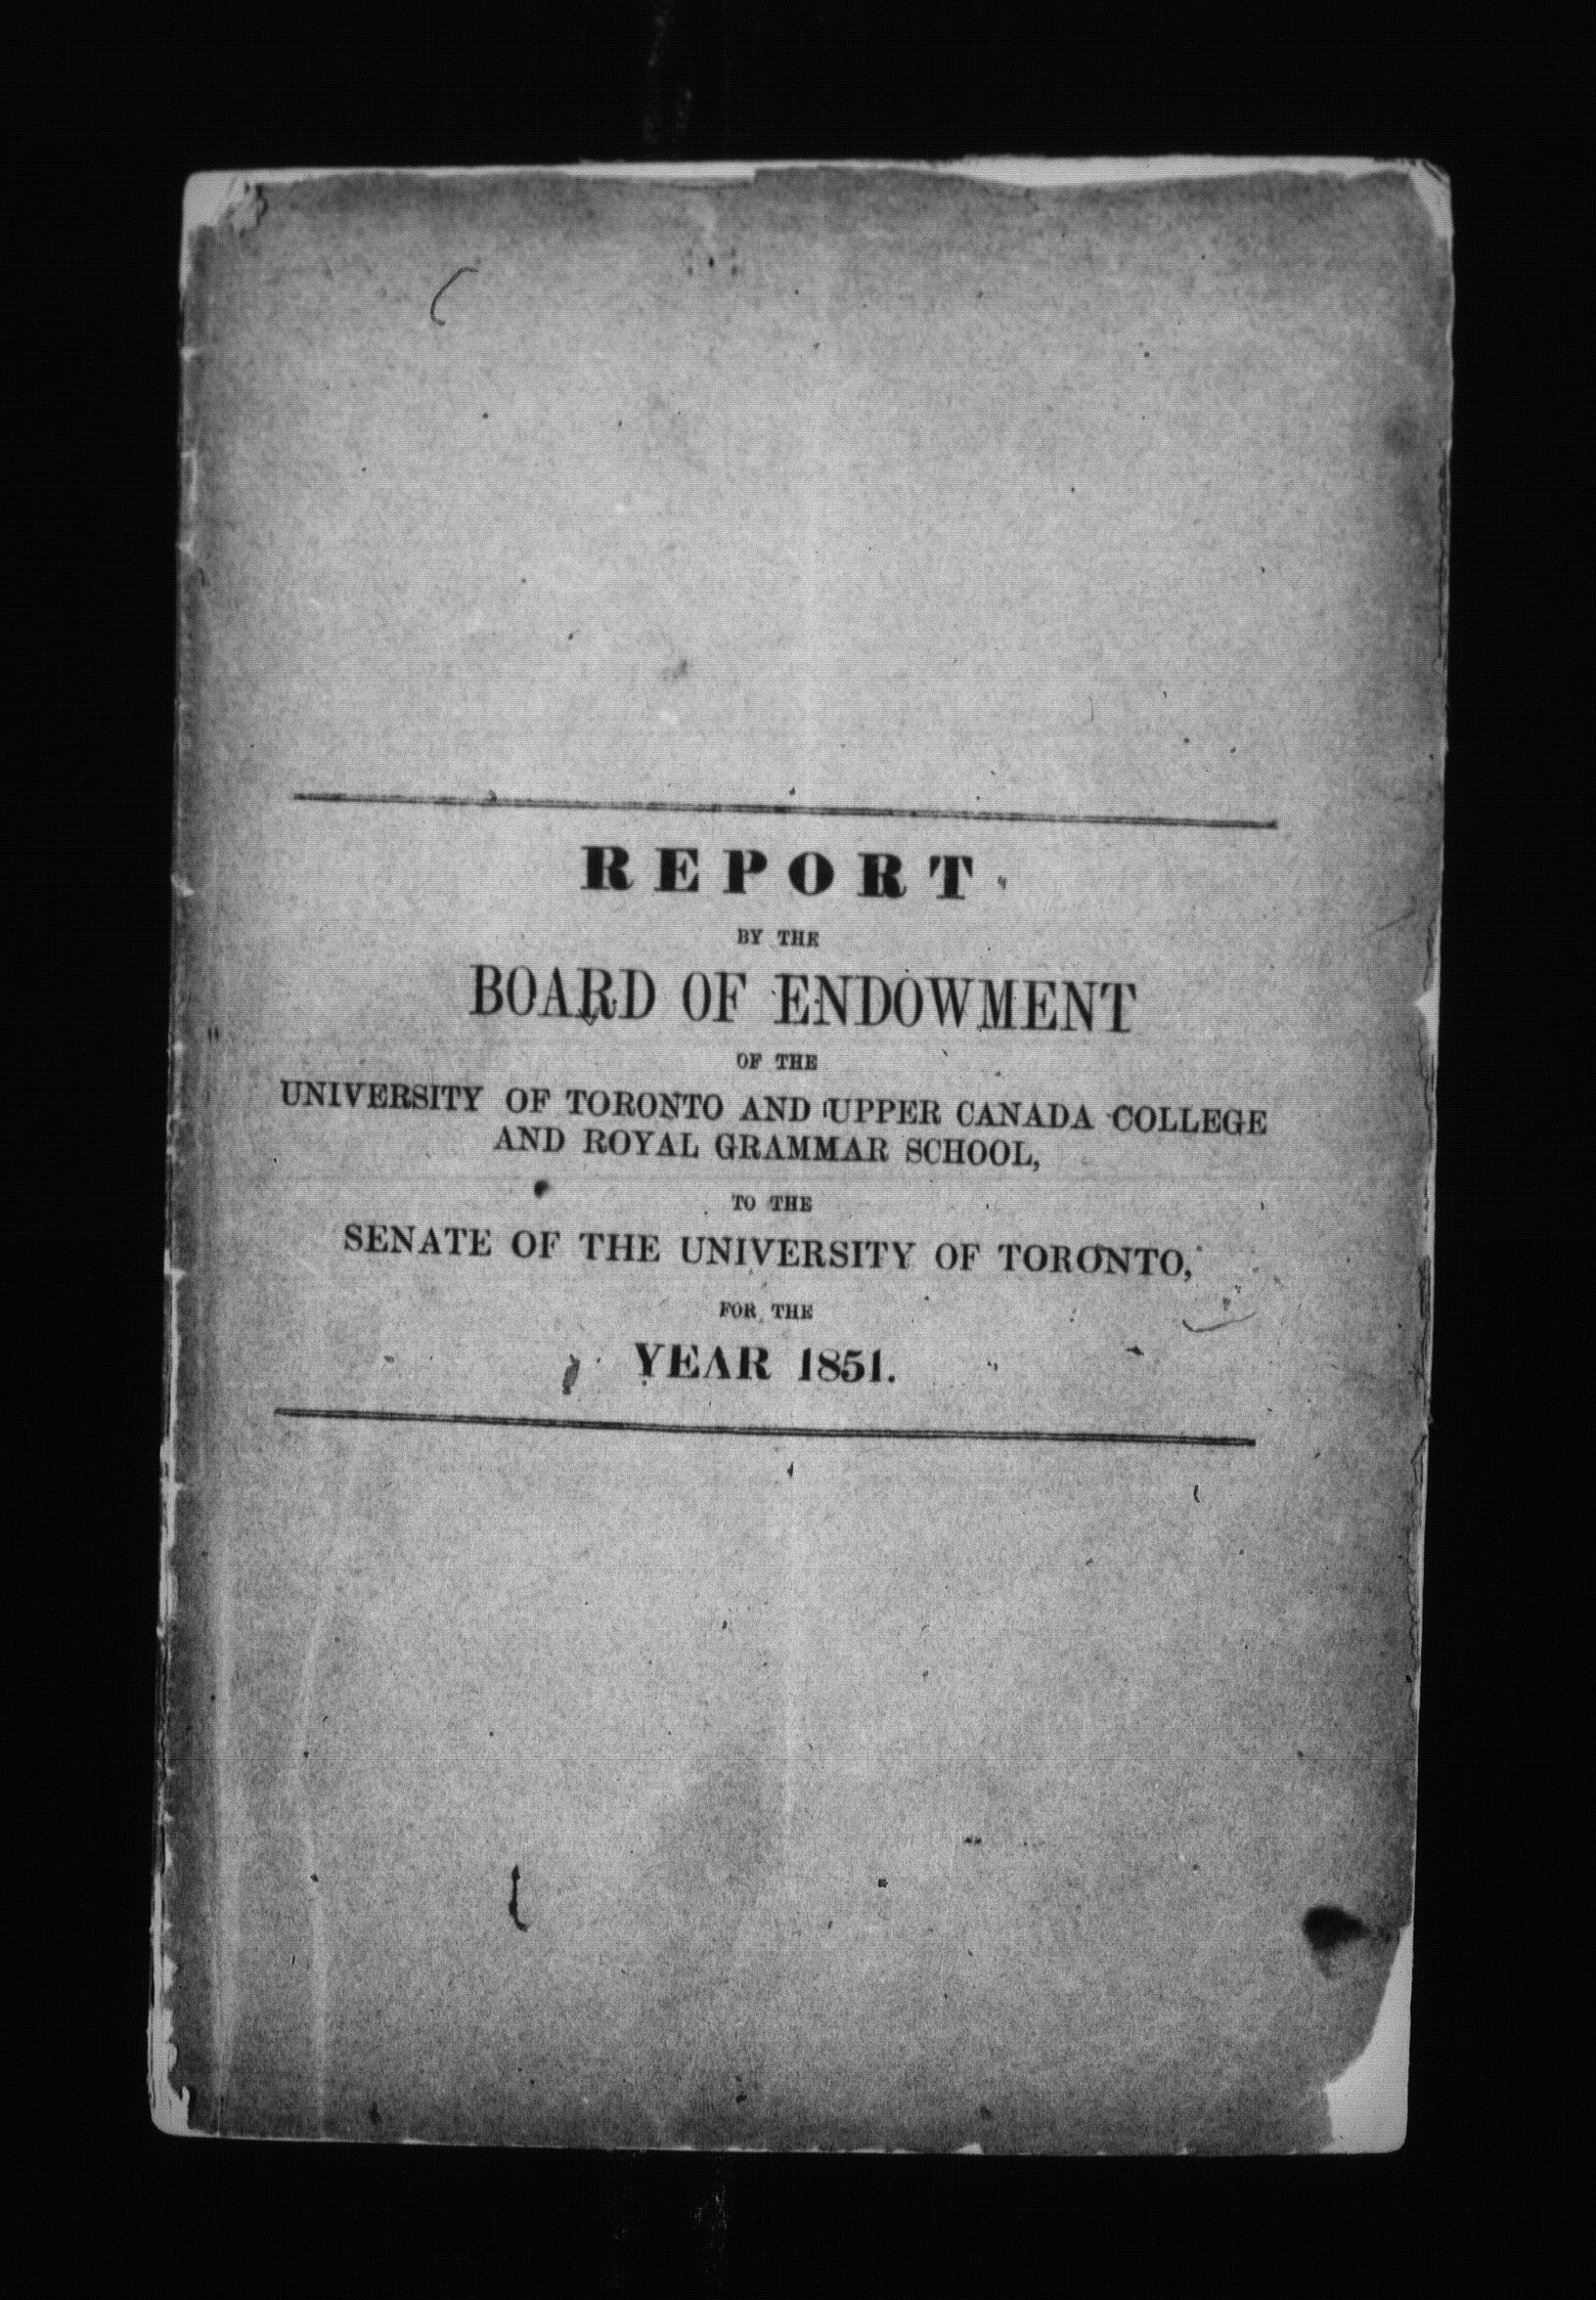 REPORT
BY THE
BOARD OF ENDOWMENT
OF THE
UNIVERSITY OF TORONTO AND UPPER CANADA COLLEGE
AND ROYAL GRAMMAR SCHOOL,
TO THE
SENATE OF THE UNIVERSITY OF TORONTO,
FOR THE
YEAR 1851.